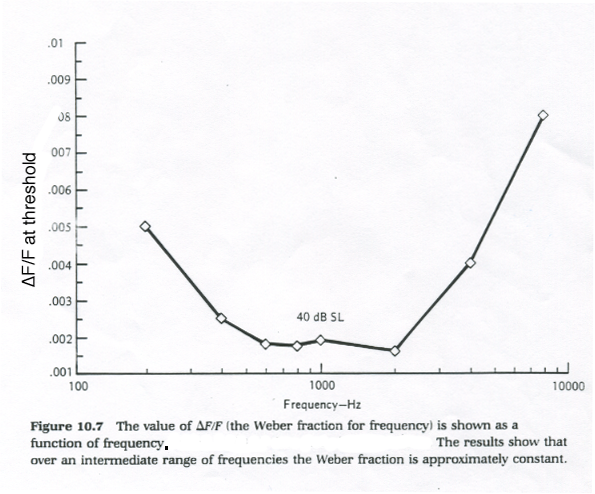 .01
.009
08
007
.006
.005
.004
.003
.002
.001
ΔF/F at threshold
40 dB SL
100
1000
10000
Frequency—Hz
Figure 10.7 The value of ΔF/F (the Weber fraction for frequency) is shown as a
function of frequency. The results show that
over an intermediate range of frequencies the Weber fraction is approximately constant.